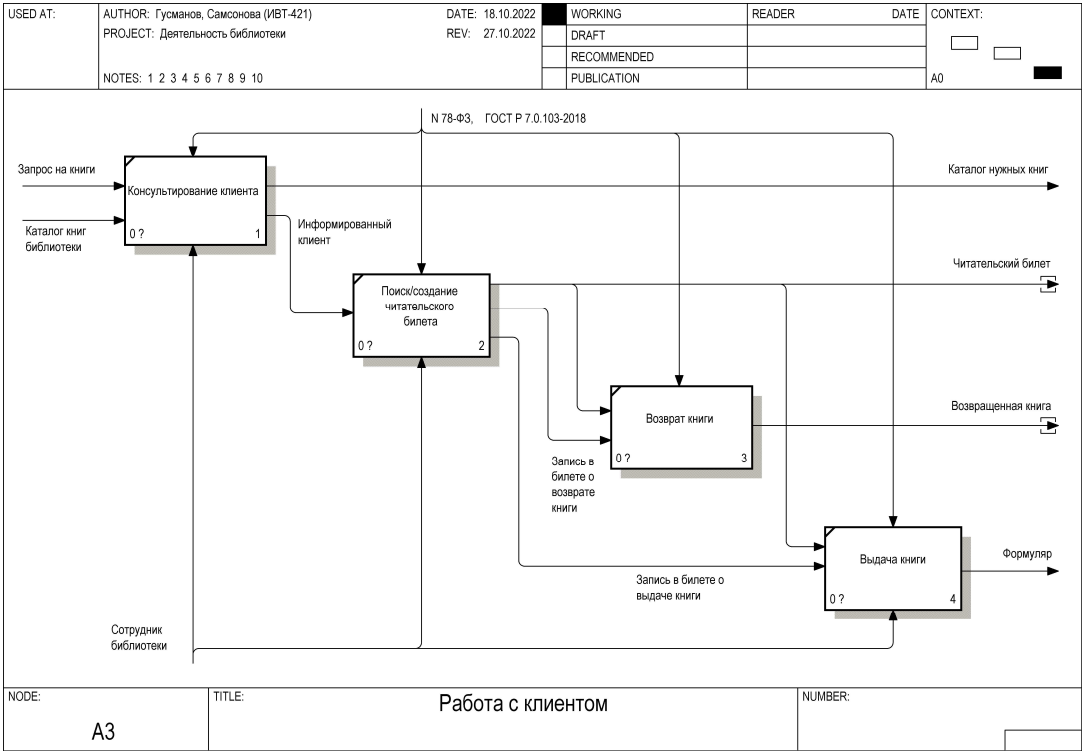 USED AT:
AUTHOR: Гусманов, Самсонова (ИВТ-421)
DATE: 18.10.2022
WORKING
READER
DATE
CONTEXT:
PROJECT: Деятельность библиотеки
REV: 27.10.2022
DRAFT
RECOMMENDED
NOTES: 1 2 3 4 5 6 7 8 9 10
PUBLICATION
A0
N 78-ФЗ, ГОСТ Р 7.0.103-2018
Запрос на книги
Каталог нужных книг
Консультирование клиента
Каталог книг
библиотеки
0 ?
1
Информированный
клиент
Читательский билет
Поиск/создание
читательского
билета
0 ?
2
Возвращенная книга
Возврат книги
0 ?
3
Запись в
билете о
возврате
книги
Выдача книги
Формуляр
0 ?
4
Запись в билете о
выдаче книги
Сотрудник
библиотеки
NODE:
TITLE:
Работа с клиентом
NUMBER:
A3